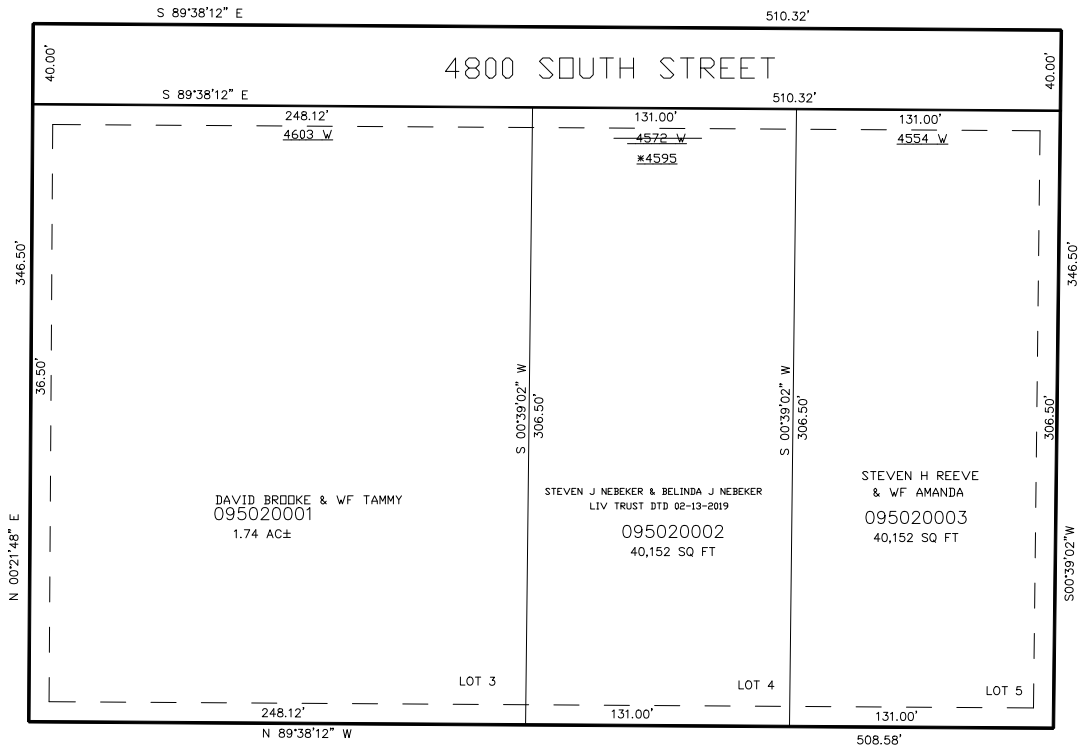 S 89°38'12" E
510.32'
40.00'
4800 SOUTH STREET
40.00'
S 89°38'12" E
510.32'
248.12'
131.00'
131.00'
4603 W
4572 W
4554 W
*4595
346.50'
346.50'
36.50'
S 00°39'02" W
306.50'
S 00°39'02" W
306.50'
306.50'
DAVID BROOKE & WF TAMMY
095020001
1.74 AC±
STEVEN J NEBEKER & BELINDA J NEBEKER
LIV TRUST DTD 02-13-2019
095020002
40,152 SQ FT
STEVEN H REEVE
& WF AMANDA
095020003
40,152 SQ FT
N 00°21'48" E
S00°39'02"W
LOT 3
LOT 4
LOT 5
248.12'
131.00'
131.00'
N 89°38'12" W
508.58'